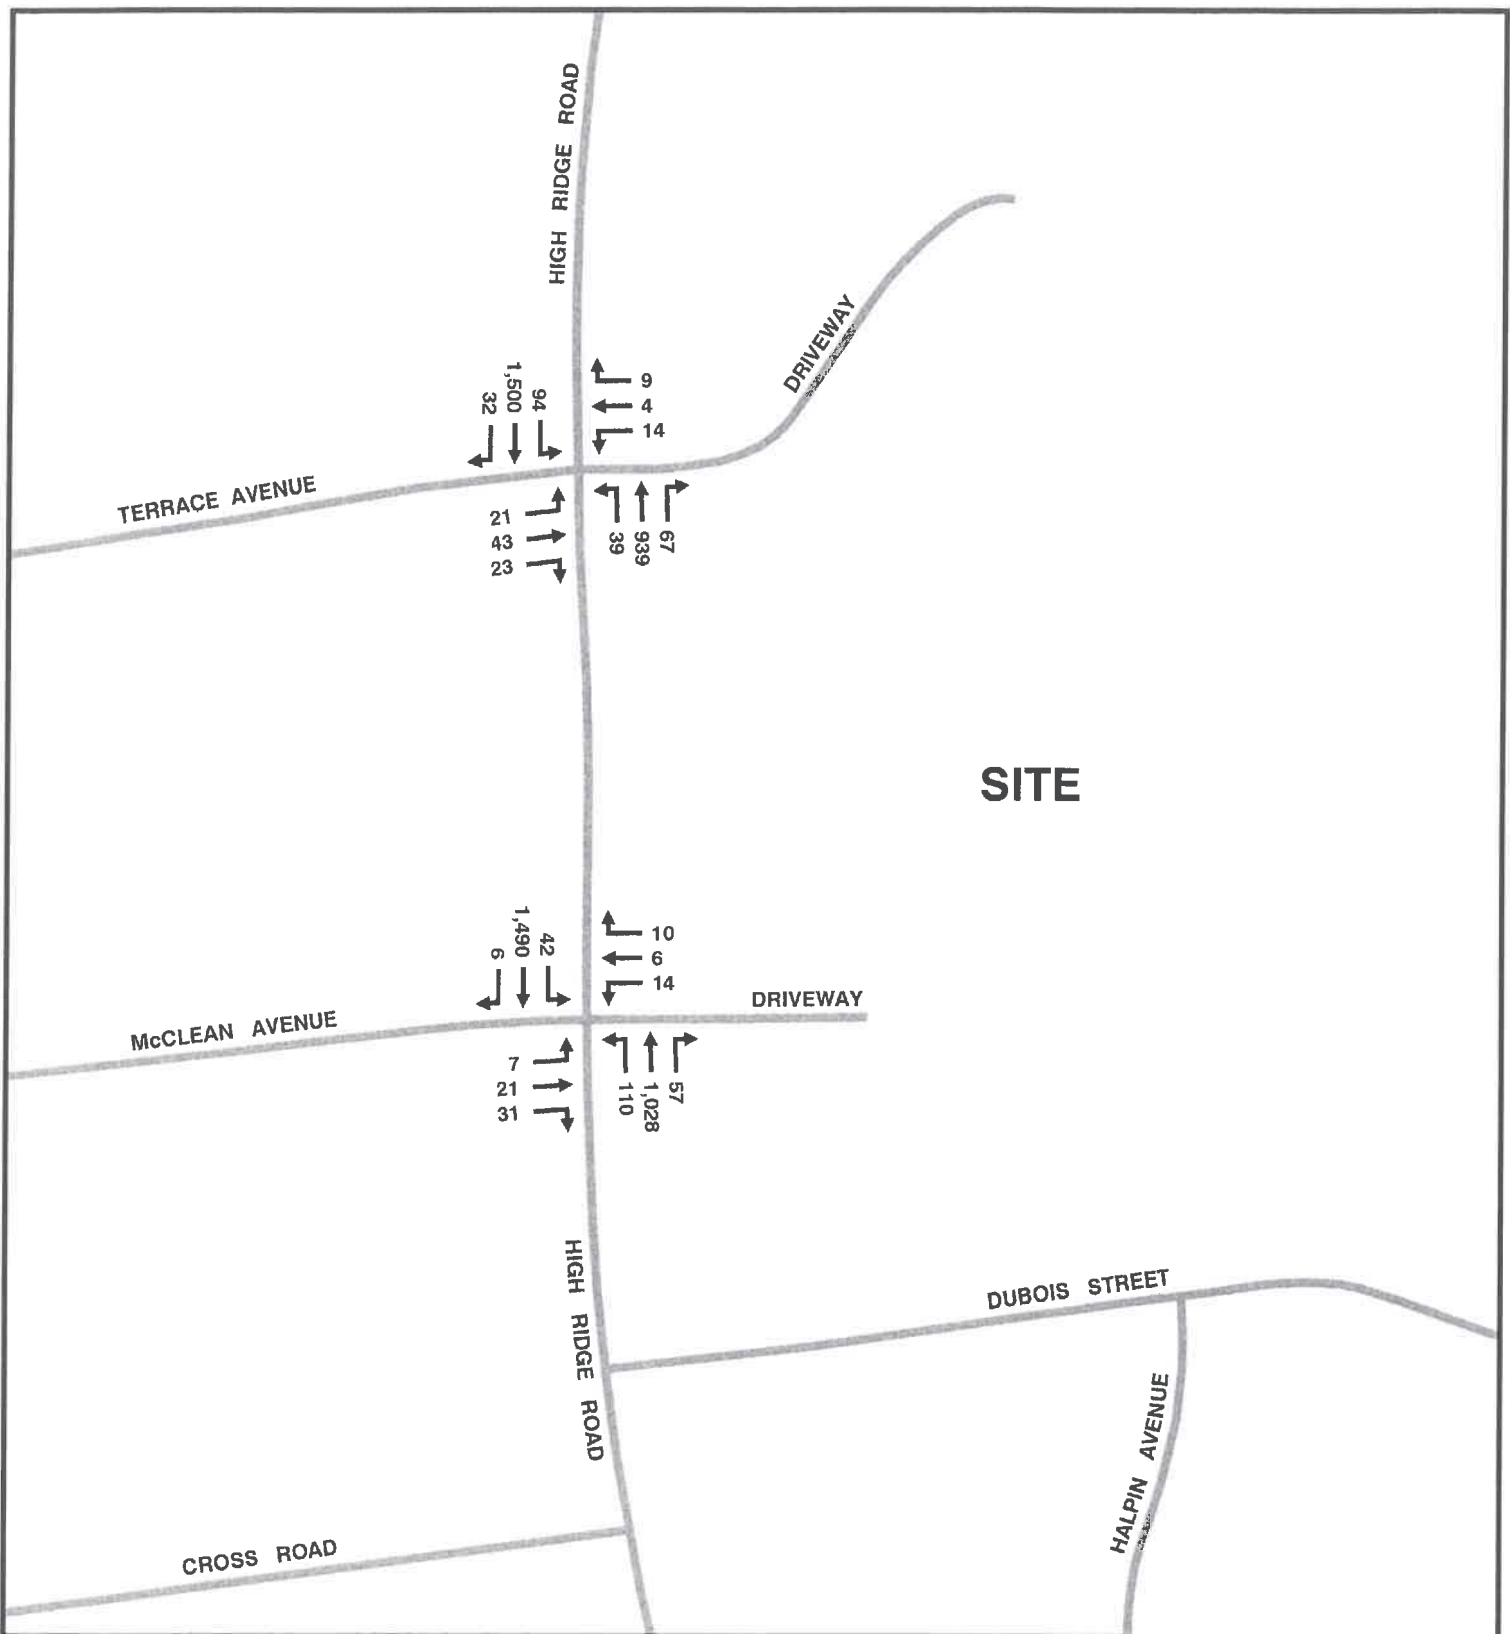 HIGH RIDGE ROAD
DRIVEWAY
9
4
14
32
1,500
94
TERRACE AVENUE
21
43
23
39
939
67
SITE
10
6
14
6
1,490
42
DRIVEWAY
McCLEAN AVENUE
7
21
31
110
1,028
57
HIGH RIDGE ROAD
DUBOIS STREET
HALPIN AVENUE
CROSS ROAD